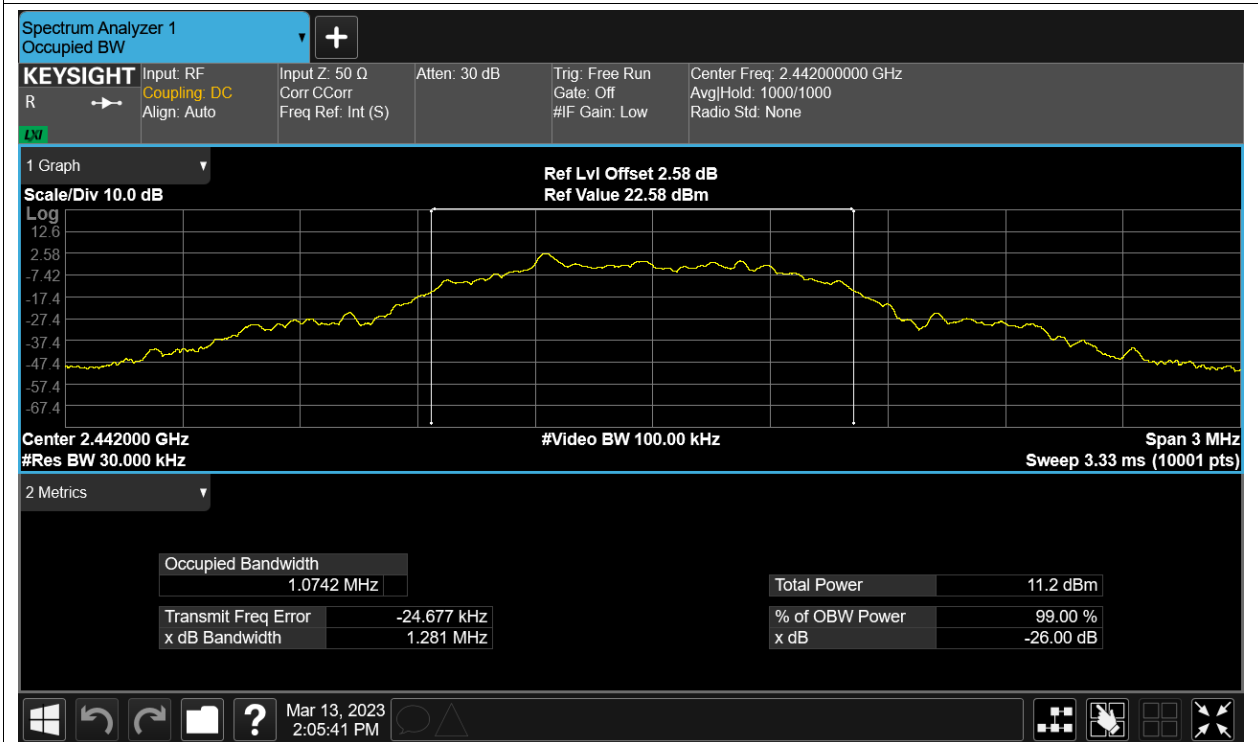 Spectrum Analyzer 1
Occupied BW
KEYSIGHT
R
LXI
Input: RF
Coupling: DC
Align: Auto
Input Z: 50 Ω
Corr CCorr
Freq Ref: Int (S)
Atten: 30 dB
Trig: Free Run
Gate: Off
#IF Gain: Low
Center Freq: 2.442000000 GHz
Avg|Hold: 1000/1000
Radio Std: None
1 Graph
Scale/Div 10.0 dB
Ref Lvl Offset 2.58 dB
Ref Value 22.58 dBm
Log
12.6
2.58
-7.42
-17.4
-27.4
-37.4
-47.4
-57.4
-67.4
Center 2.442000 GHz
#Video BW 100.00 kHz
Span 3 MHz
#Res BW 30.000 kHz
Sweep 3.33 ms (10001 pts)
2 Metrics
Occupied Bandwidth
1.0742 MHz
Total Power 11.2 dBm
Transmit Freq Error -24.677 kHz
% of OBW Power 99.00 %
x dB Bandwidth 1.281 MHz
x dB -26.00 dB
?
Mar 13, 2023
2:05:41 PM